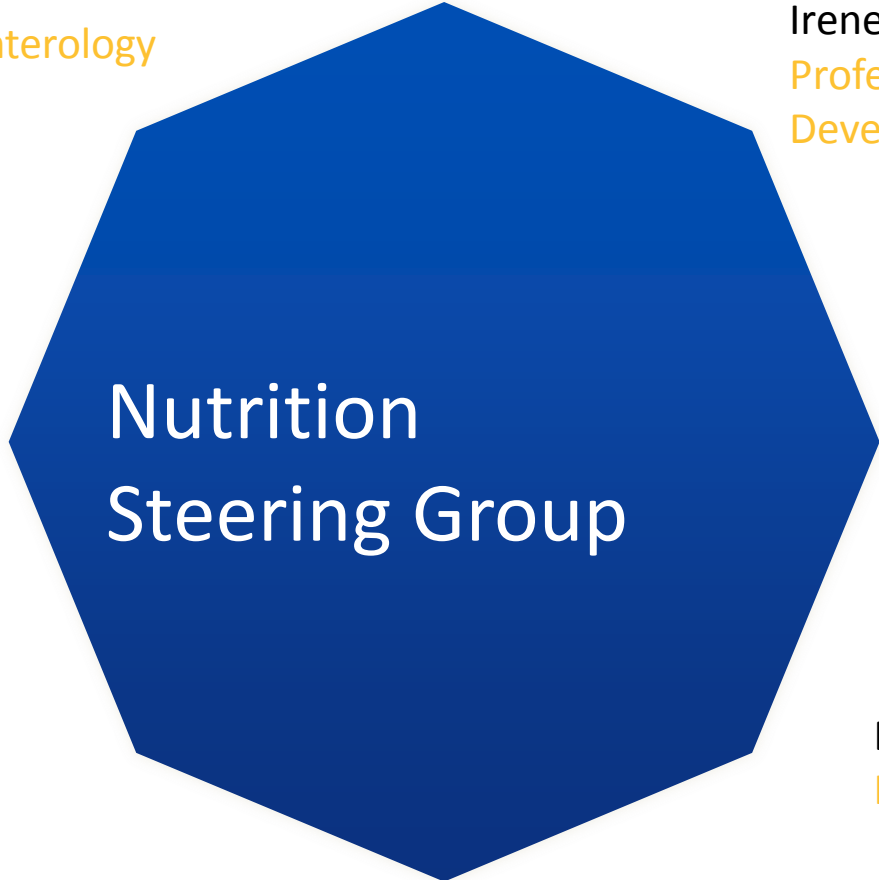 nterology
Irene
Profe
Deve
Nutrition
Steering Group